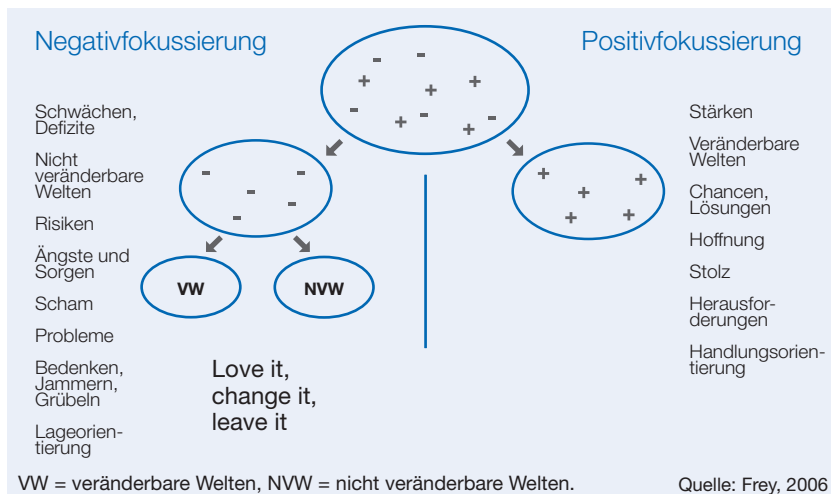 Negativfokussierung
Schwächen,
Defizite
Nicht
veränderbare
Welten
Risiken
Ängste und
Sorgen
Scham
Probleme
Bedenken,
Jammern,
Grübeln
Lageorien-
tierung
VW
NVW
Love it,
change it,
leave it
Positivfokussierung
Stärken
Veränderbare
Welten
Chancen,
Lösungen
Hoffnung
Stolz
Herausfor-
derungen
Handlungsorien-
tierung
VW = veränderbare Welten, NVW = nicht veränderbare Welten.
Quelle: Frey, 2006